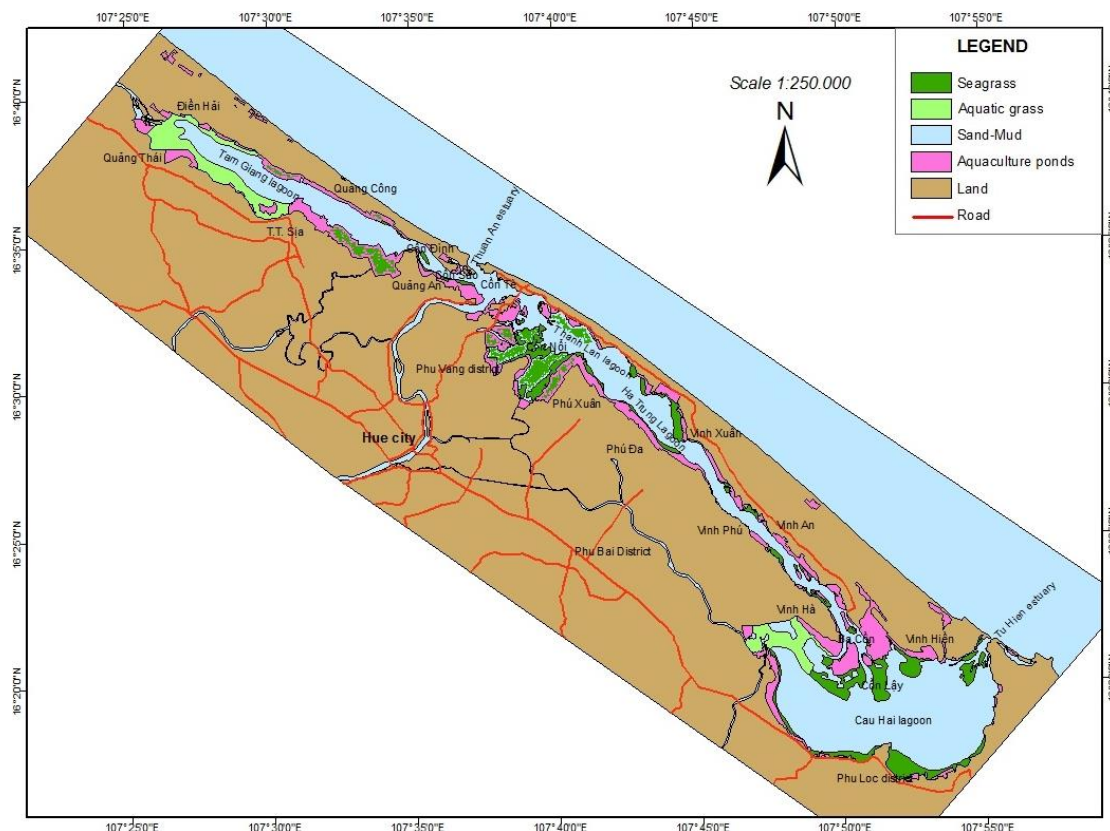 107°25'0"E
107°30'0"E
107°35'0"E
107°40'0"E
107°45'0"E
107°50'0"E
107°55'0"E
LEGEND
Seagrass
Aquatic grass
Sand-Mud
Aquaculture ponds
Land
Road
Scale 1:250.000
N
16°40'0"N
16°35'0"N
16°30'0"N
16°25'0"N
16°20'0"N
Điền Hải
Quảng Thái
Tam Giang lagoon
Quảng Công
T.T. Sịa
Thuan An estuary
Cồn Tè
Quảng An
Thanh Lan lagoon
Cồn Nổi
Phu Vang district
Phú Xuân
Ha Trung Lagoon
Hue city
Vinh Xuân
Phú Đa
Vinh Phú
Vinh An
Phu Bai District
Vinh Hà
Tu Hien estuary
Ba Cồn
Vinh Hiền
Cồn Lây
Cau Hai lagoon
Phu Loc district
107°25'0"E
107°30'0"E
107°35'0"E
107°40'0"E
107°45'0"E
107°50'0"E
107°55'0"E